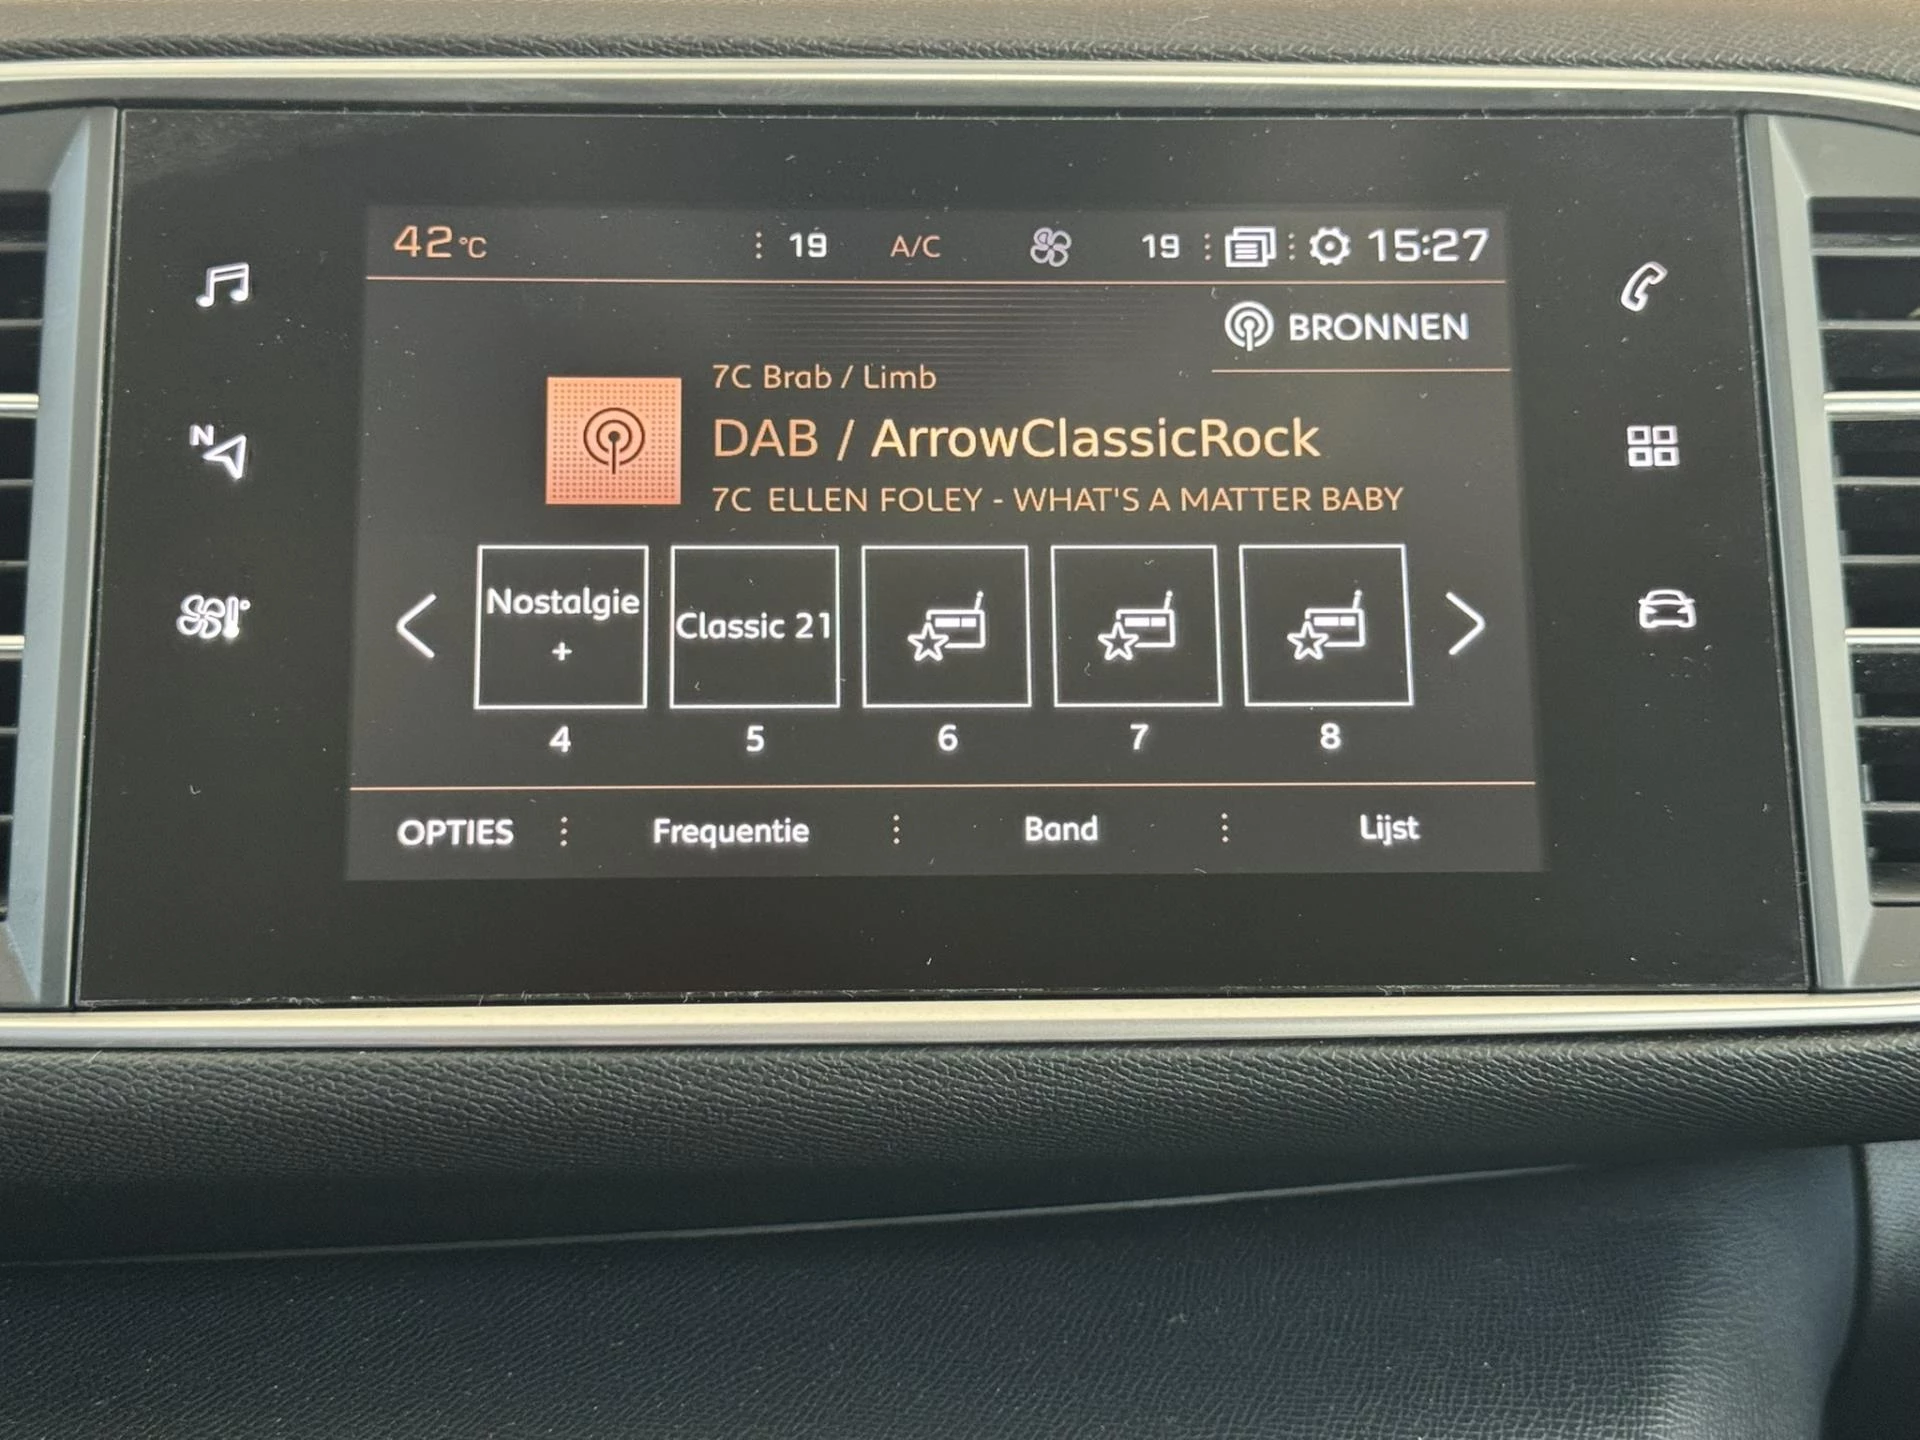 42°C 19 A/C 19 15:27
BRONNEN
7C Brab / Limb
DAB / ArrowClassicRock
7C ELLEN FOLEY - WHAT'S A MATTER BABY
N
Nostalgie
+
Classic 21
4 5 6 7 8
OPTIES Frequentie Band Lijst